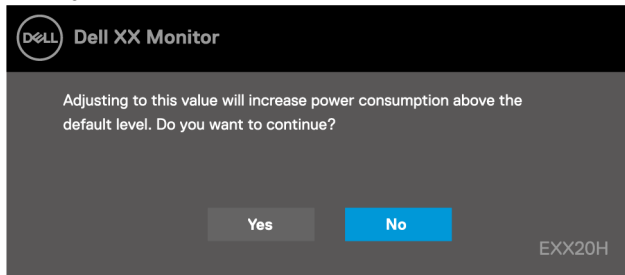 DELL Dell XX Monitor
Adjusting to this value will increase power consumption above the
default level. Do you want to continue?
Yes No
EXX20H